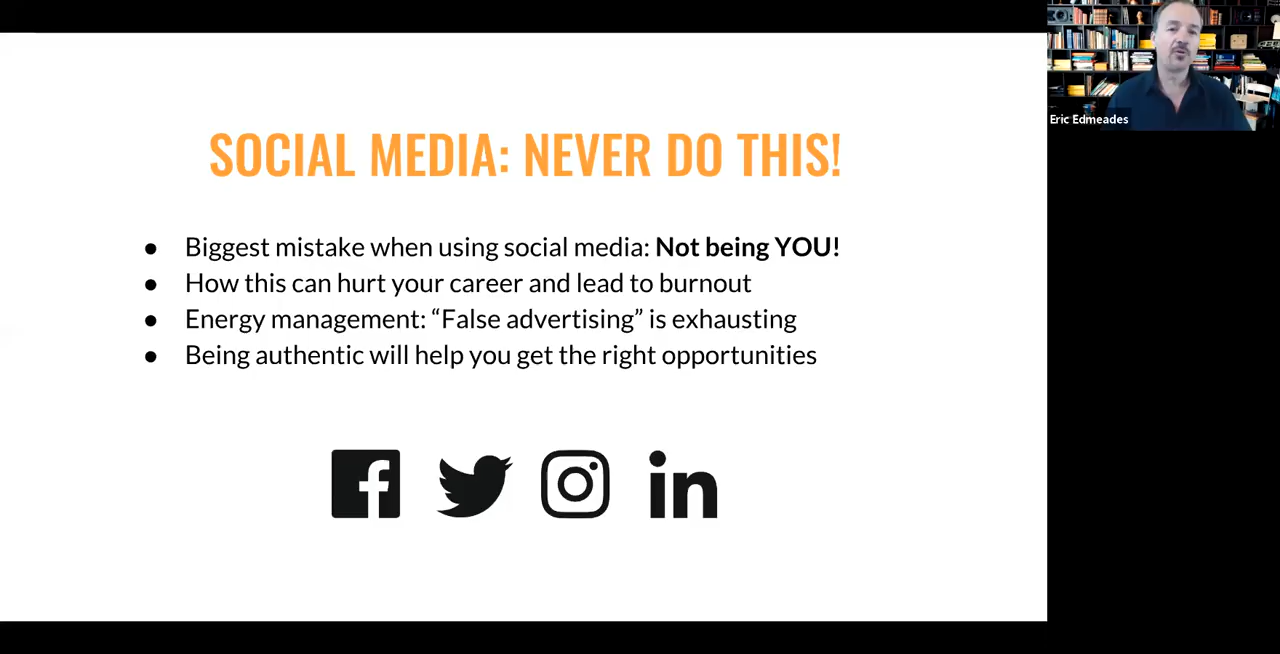 SOCIAL MEDIA: NEVER DO THIS!
● Biggest mistake when using social media: Not being YOU!
● How this can hurt your career and lead to burnout
● Energy management: “False advertising” is exhausting
● Being authentic will help you get the right opportunities
Eric Edmeades